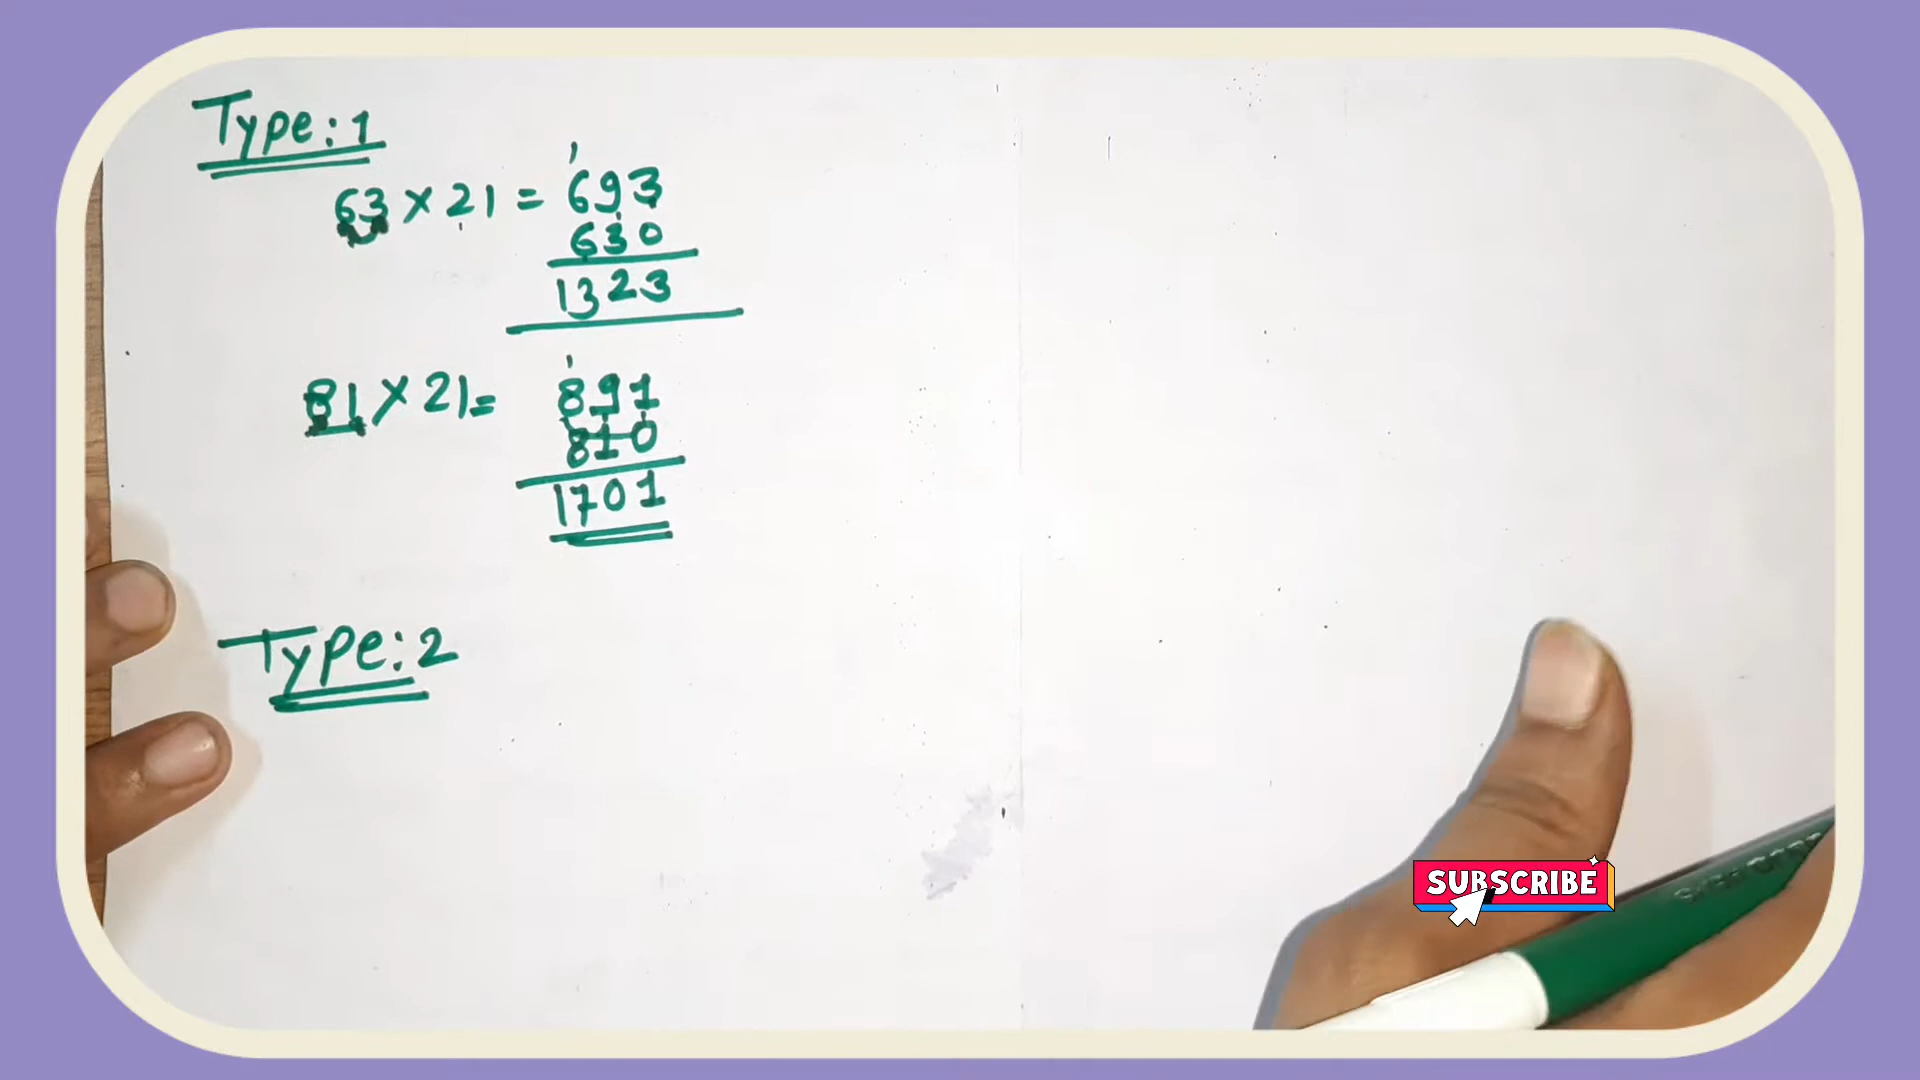 Type: 1
63 × 21 = 693
630
1323
81 × 21 = 891
810
1701
Type: 2
SUBSCRIBE